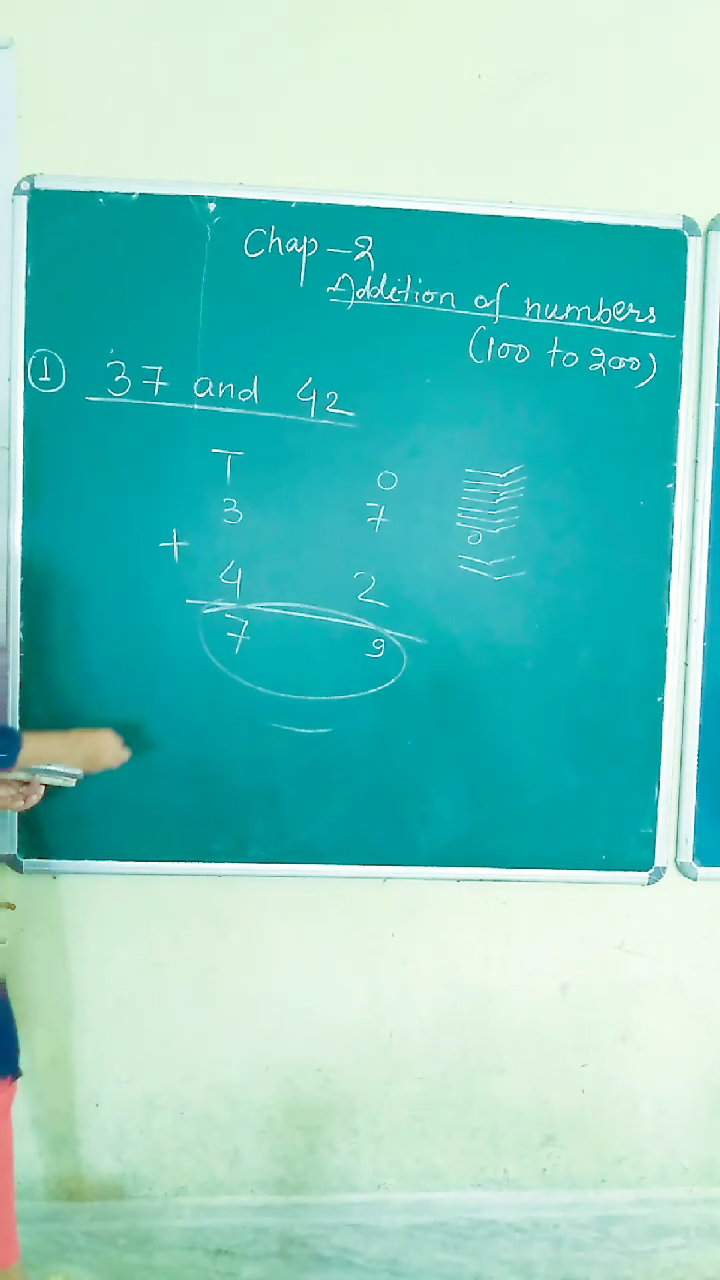 Chap-2
Addition of numbers
(100 to 200)
① 37 and 42
T O
3 7
+
4 2
7 9